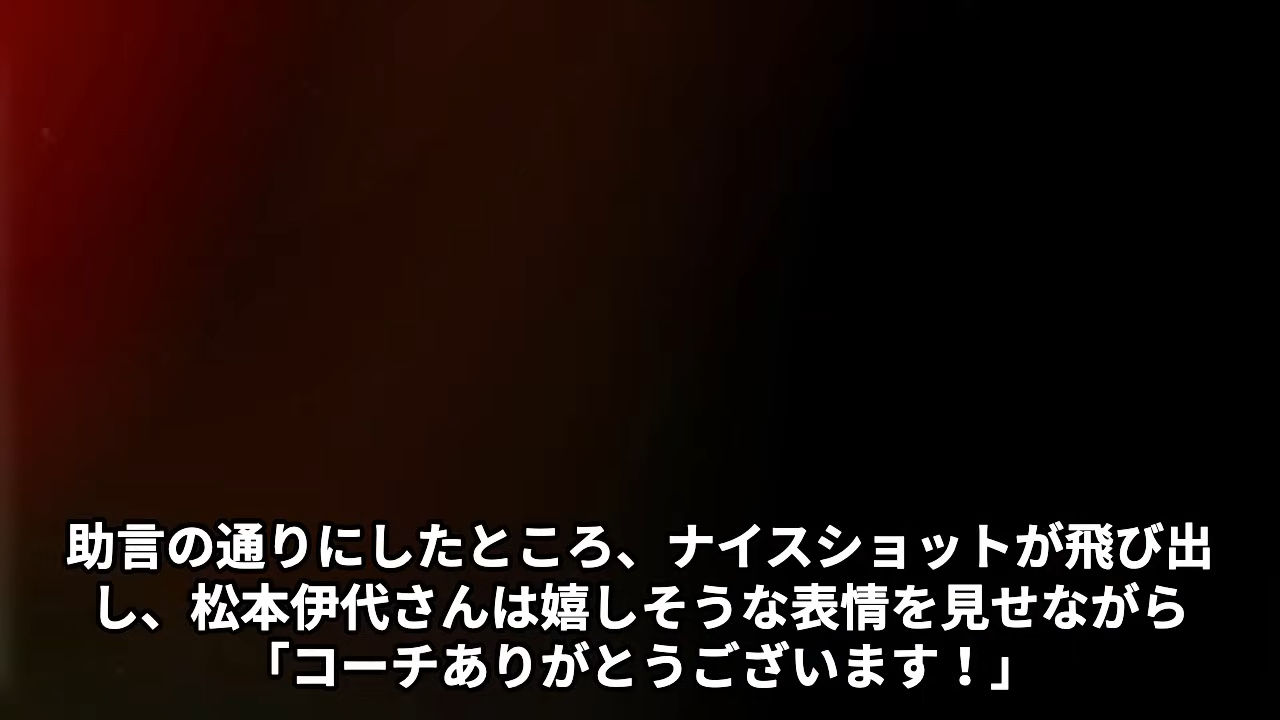 助言の通りにしたところ、ナイスショットが飛び出
し、松本伊代さんは嬉しそうな表情を見せながら
「コーチありがとうございます！」